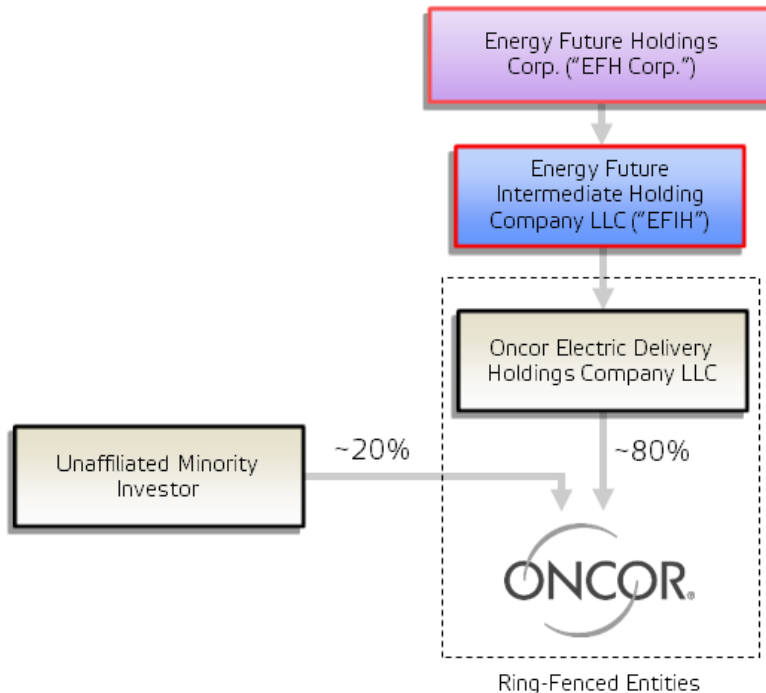 Energy Future Holdings
Corp. ("EFH Corp.")
Energy Future
Intermediate Holding
Company LLC ("EFIH")
Oncor Electric Delivery
Holdings Company LLC
Unaffiliated Minority
Investor
~20%
~80%
ONCOR®
Ring-Fenced Entities